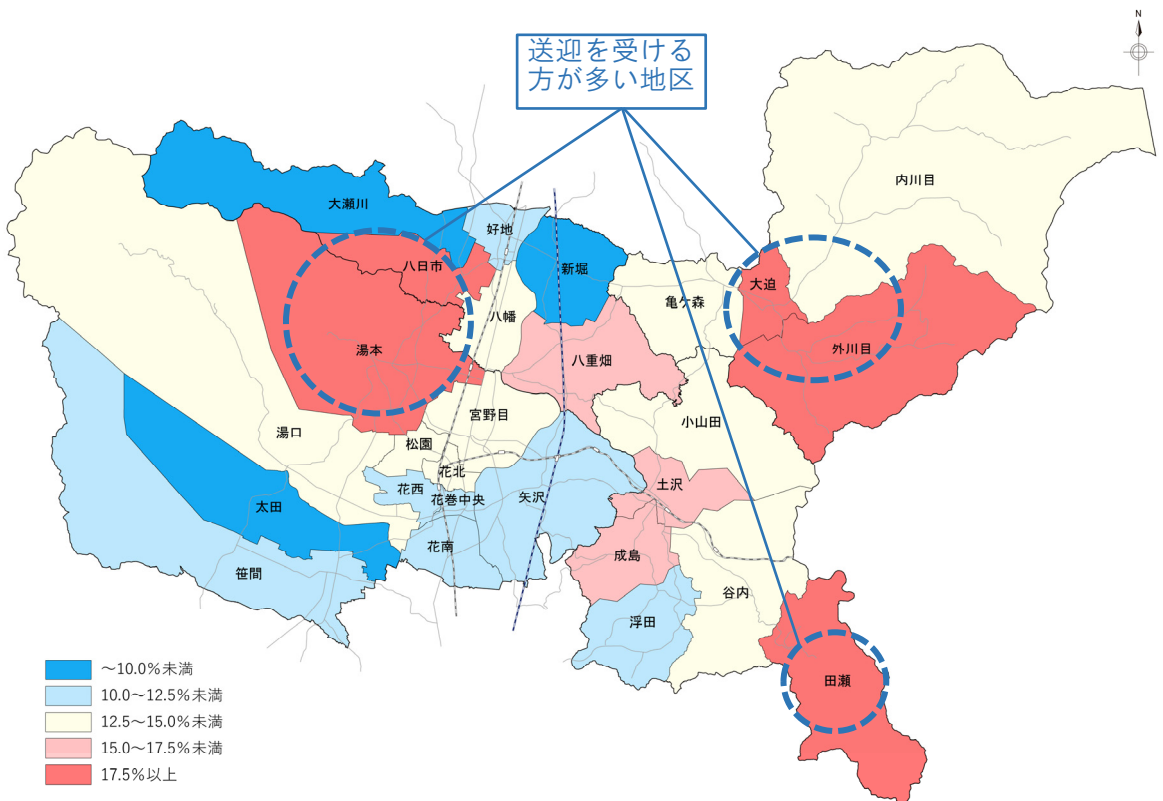 N
送迎を受ける
方が多い地区
内川目
大瀬川
好地
新堀
八日市
大迫
亀ケ森
八幡
外川目
湯本
八重畑
宮野目
小山田
湯口
松園
花北
土沢
花西
花巻中央
矢沢
太田
花南
成島
笹間
谷内
浮田
田瀬
～10.0%未満
10.0～12.5%未満
12.5～15.0%未満
15.0～17.5%未満
17.5%以上